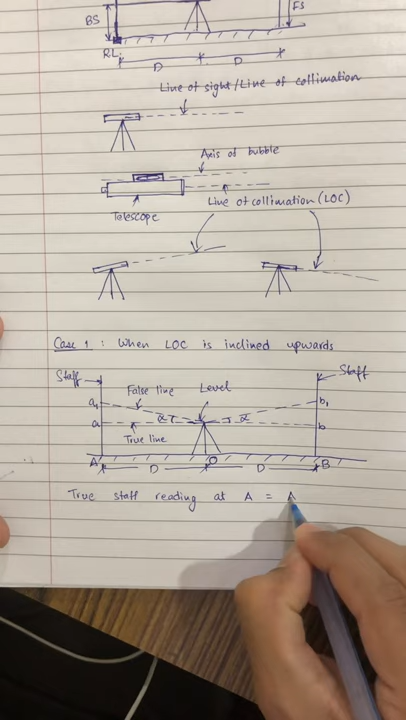 BS
FS
RL
D D
Line of sight/Line of collimation
Axis of bubble
Line of collimation (LOC)
Telescope
Case 1 : When LOC is inclined upwards
Staff Staff
False line Level
a₁ α α b₁
a True line b
A D O D B
True staff reading at A = A